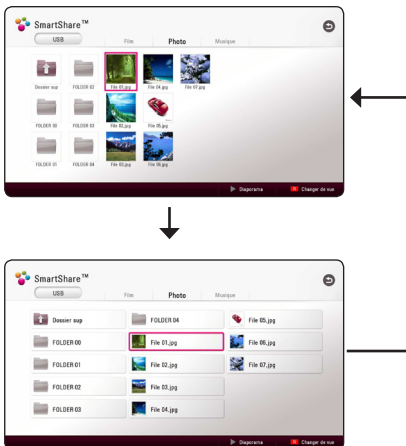 SmartShare™
USB Film Photo Musique
Dossier sup FOLDER 02 File 01.jpg File 04.jpg File 07.jpg
FOLDER 00 FOLDER 03 File 02.jpg File 05.jpg
FOLDER 01 FOLDER 04 File 03.jpg File 06.jpg
Diaporama Changer de vue
SmartShare™
USB Film Photo Musique
Dossier sup FOLDER 04 File 05.jpg
FOLDER 00 File 01.jpg File 06.jpg
FOLDER 01 File 02.jpg File 07.jpg
FOLDER 02 File 03.jpg
FOLDER 03 File 04.jpg
Diaporama Changer de vue